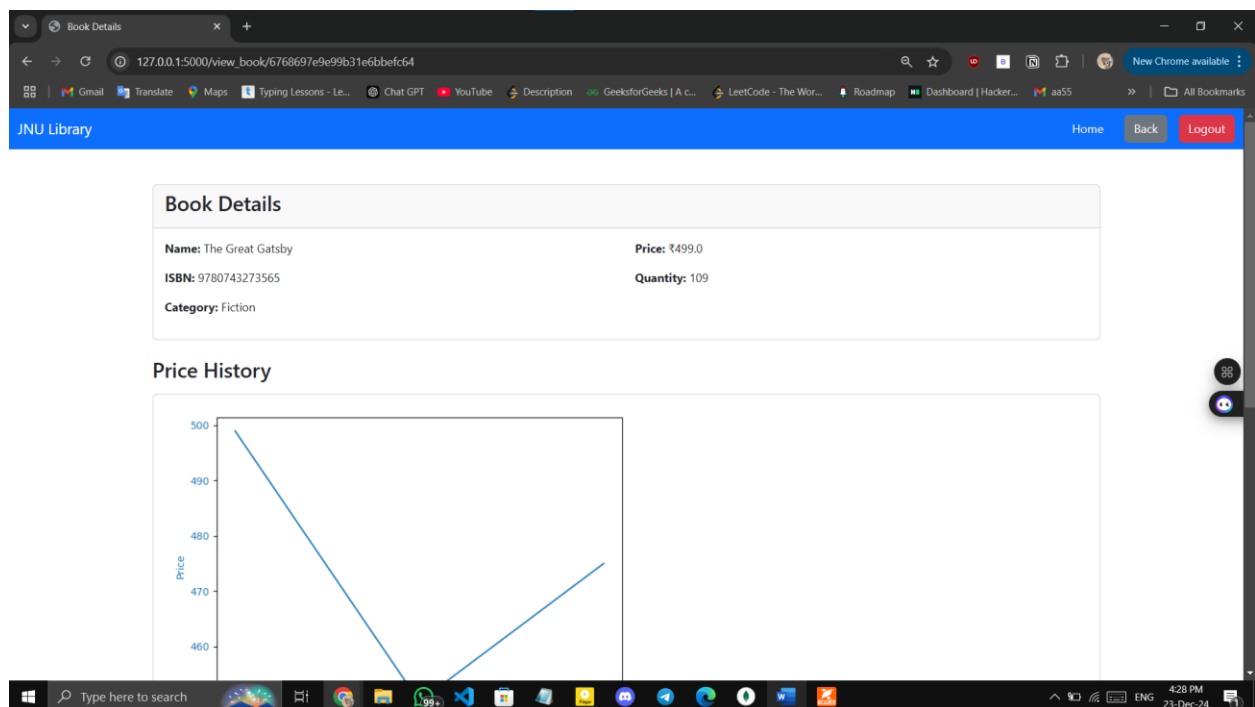 Book Details
127.0.0.1:5000/view_book/6768697e9e99b31e6bbefc64
New Chrome available
Gmail Translate Maps Typing Lessons - Le... Chat GPT YouTube Description GeeksforGeeks | A c... LeetCode - The Wor... Roadmap Dashboard | Hacker... aa55 » All Bookmarks
JNU Library Home Back Logout
Book Details
Name: The Great Gatsby Price: ₹499.0
ISBN: 9780743273565 Quantity: 109
Category: Fiction
Price History
500
490
480
Price
470
460
Type here to search 99+ ENG 4:28 PM
23-Dec-24